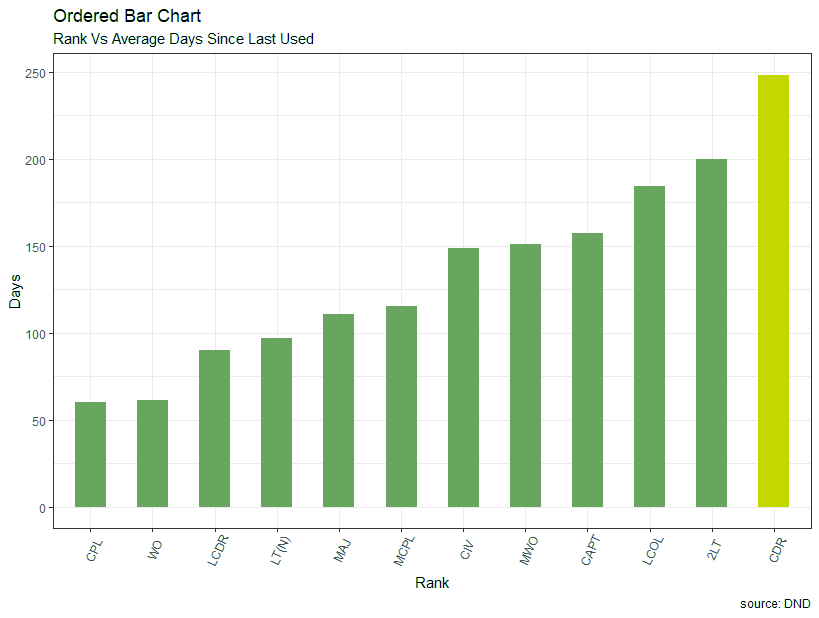 Ordered Bar Chart
Rank Vs Average Days Since Last Used
250
200
150
100
50
0
Days
CPL
WO
LCDR
LT(N)
MAJ
MCPL
CIV
MWO
CAPT
LCOL
2LT
CDR
Rank
source: DND